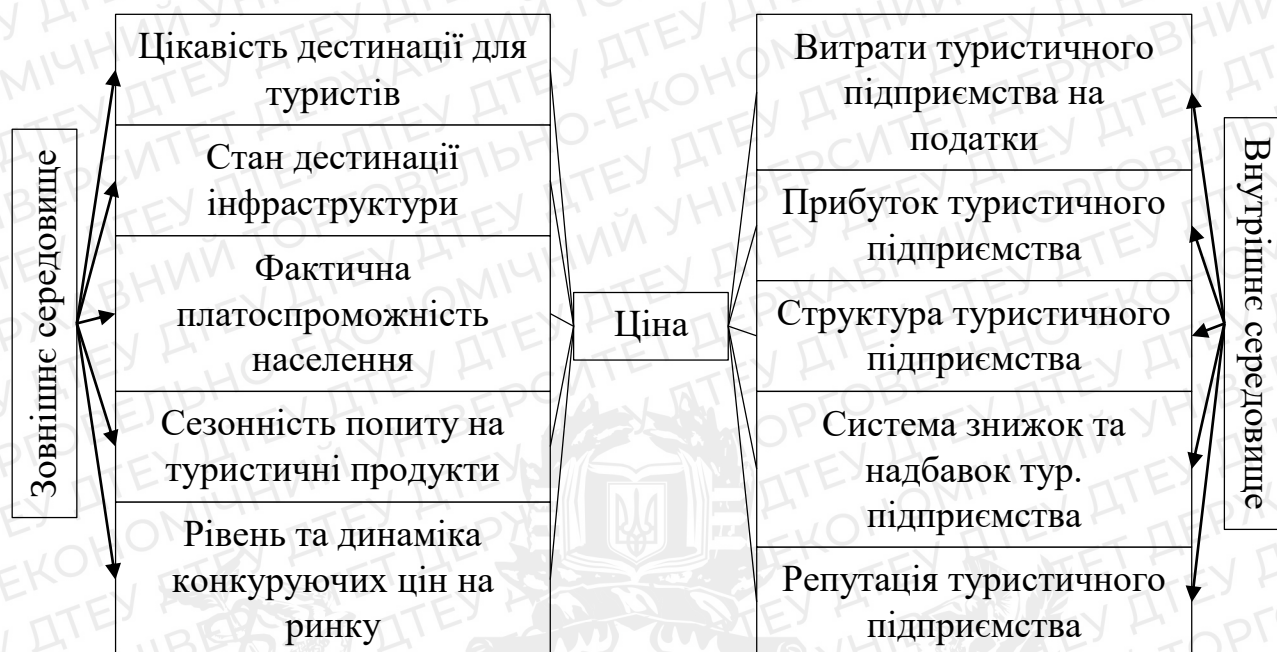 Зовнішнє середовище
Цікавість дестинації для
туристів
Стан дестинації
інфраструктури
Фактична
платоспроможність
населення
Сезонність попиту на
туристичні продукти
Рівень та динаміка
конкуруючих цін на
ринку
Ціна
Витрати туристичного
підприємства на
податки
Прибуток туристичного
підприємства
Структура туристичного
підприємства
Система знижок та
надбавок тур.
підприємства
Репутація туристичного
підприємства
Внутрішнє середовище